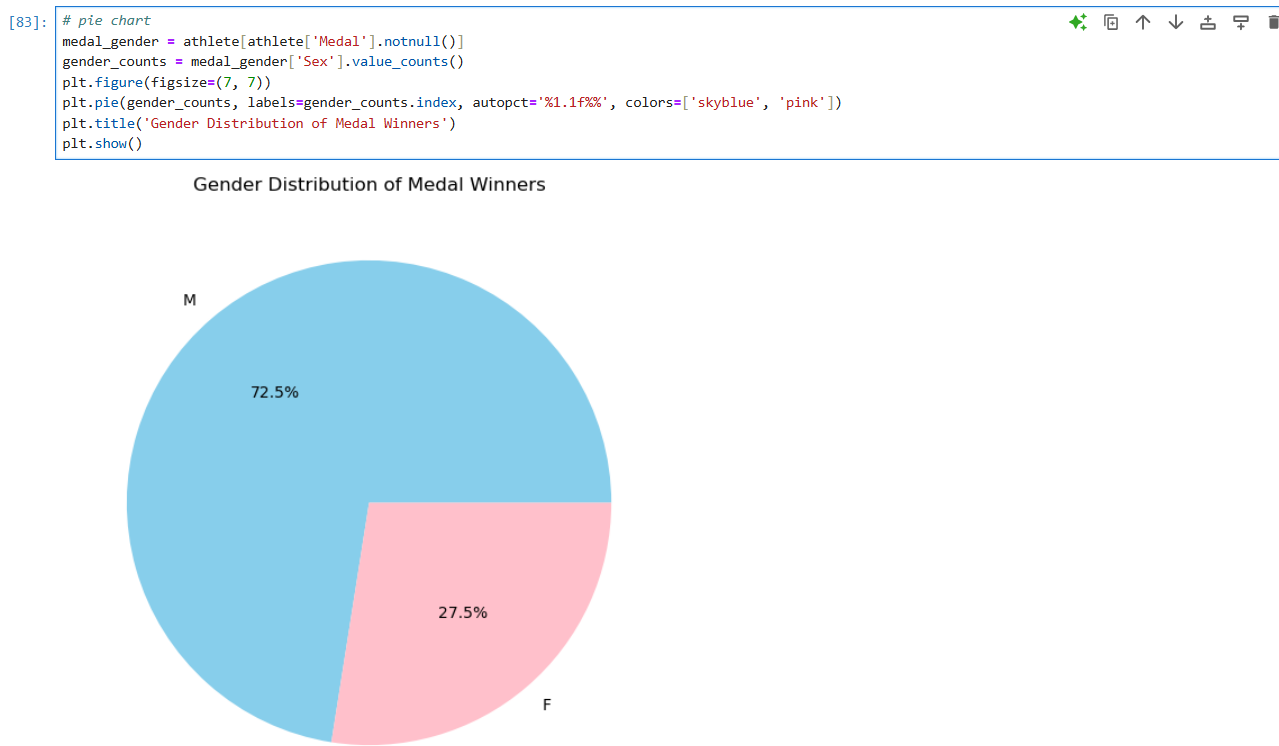 [83]: # pie chart
medal_gender = athlete[athlete['Medal'].notnull()]
gender_counts = medal_gender['Sex'].value_counts()
plt.figure(figsize=(7, 7))
plt.pie(gender_counts, labels=gender_counts.index, autopct='%1.1f%%', colors=['skyblue', 'pink'])
plt.title('Gender Distribution of Medal Winners')
plt.show()
Gender Distribution of Medal Winners
M
72.5%
27.5%
F